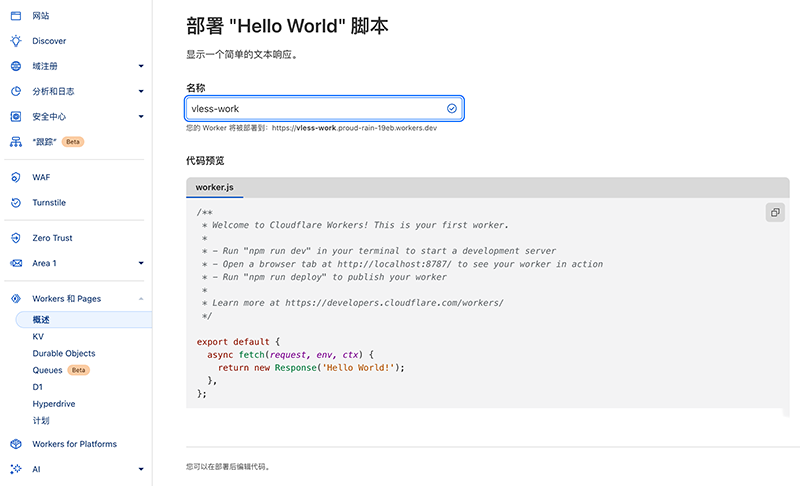 网站
Discover
域注册
分析和日志
安全中心
“跟踪” Beta
WAF
Turnstile
Zero Trust
Area 1
Workers 和 Pages
概述
KV
Durable Objects
Queues Beta
D1
Hyperdrive
计划
Workers for Platforms
AI
部署 "Hello World" 脚本
显示一个简单的文本响应。
名称
vless-work
您的 Worker 将被部署到：https://vless-work.proud-rain-19eb.workers.dev
代码预览
worker.js
/**
 * Welcome to Cloudflare Workers! This is your first worker.
 *
 * - Run "npm run dev" in your terminal to start a development server
 * - Open a browser tab at http://localhost:8787/ to see your worker in action
 * - Run "npm run deploy" to publish your worker
 *
 * Learn more at https://developers.cloudflare.com/workers/
 */
export default {
  async fetch(request, env, ctx) {
    return new Response('Hello World!');
  },
};
您可以在部署后编辑代码。